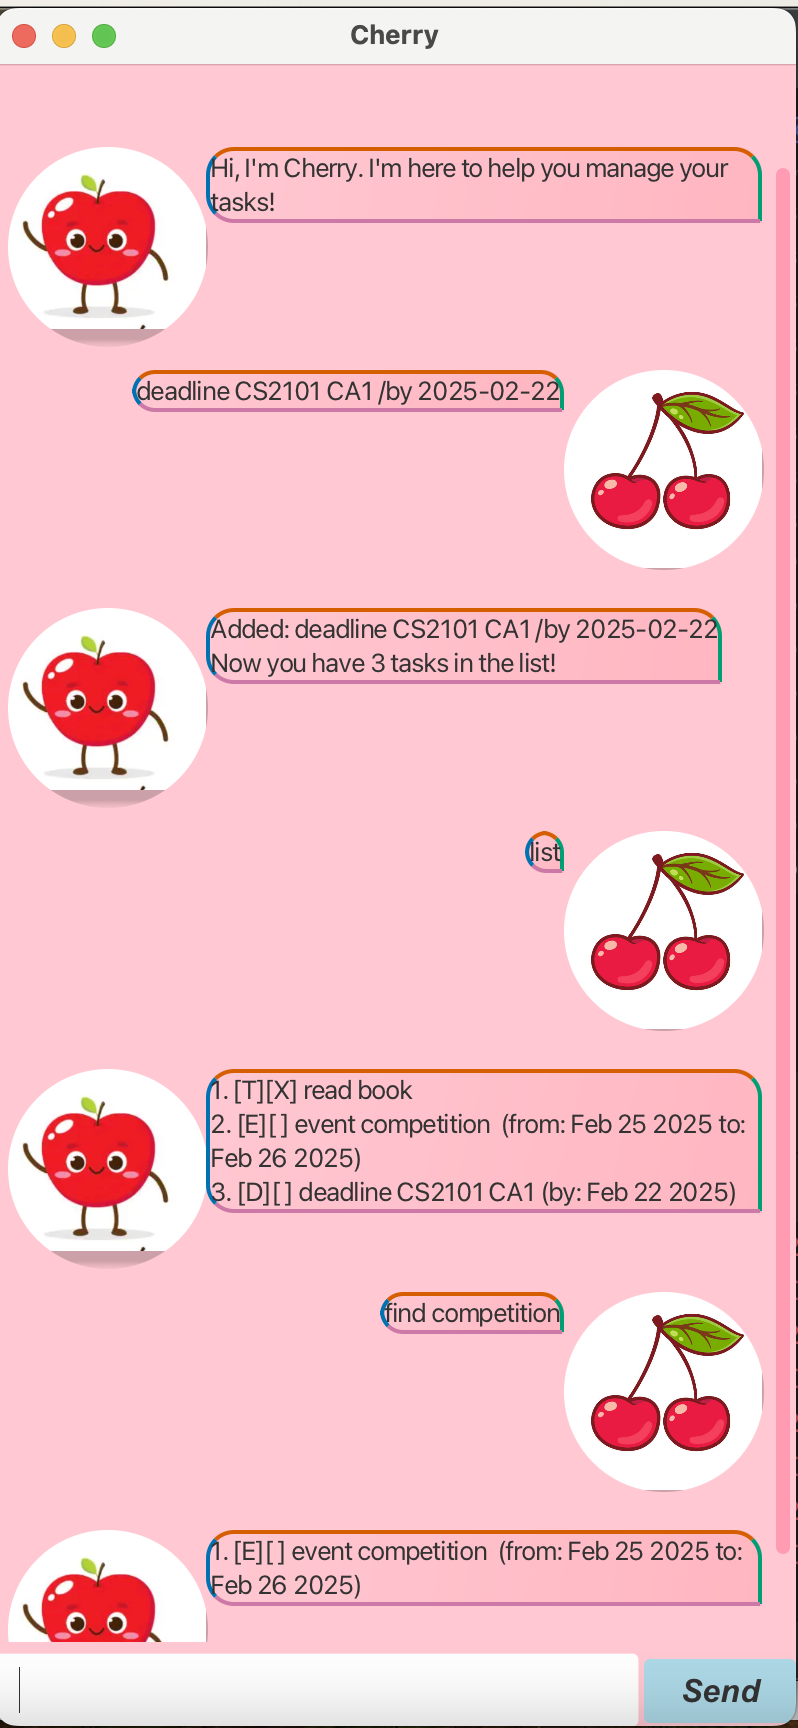 Cherry
Hi, I'm Cherry. I'm here to help you manage your
tasks!
deadline CS2101 CA1 /by 2025-02-22
Added: deadline CS2101 CA1 /by 2025-02-22
Now you have 3 tasks in the list!
list
1. [T][X] read book
2. [E][ ] event competition  (from: Feb 25 2025 to:
Feb 26 2025)
3. [D][ ] deadline CS2101 CA1 (by: Feb 22 2025)
find competition
1. [E][ ] event competition  (from: Feb 25 2025 to:
Feb 26 2025)
Send